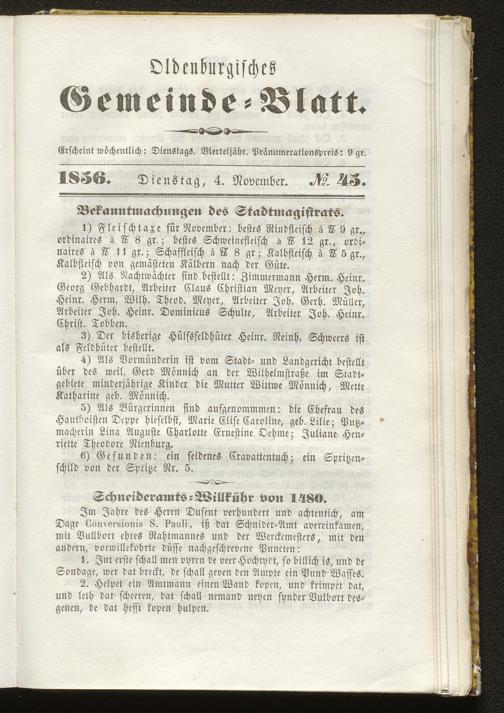 Oldenburgisches
Gemeinde-Blatt.
Erscheint wöchentlich: Dienstags. Vierteljähr. Pränumerationspreis: 9 gr.
1856. Dienstag, 4. November. №. 45.
Bekanntmachungen des Stadtmagistrats.
1) Fleischtaxe für November: bestes Rindfleisch à ℔ 9 gr.,
ordinaires à ℔ 8 gr.; bestes Schweinefleisch à ℔ 12 gr., ordi-
naires à ℔ 11 gr.; Schaffleisch à ℔ 8 gr; Kalbfleisch à ℔ 5 gr.,
Kalbfleisch von gemästeten Kälbern nach der Güte.
2) Als Nachtwächter sind bestellt: Zimmermann Herm. Heinr.
Georg Gebhardt, Arbeiter Claus Christian Meyer, Arbeiter Joh.
Heinr. Herm. Wilh. Theod. Meyer, Arbeiter Joh. Gerh. Müller,
Arbeiter Joh. Heinr. Dominicus Schulte, Arbeiter Joh. Heinr.
Christ. Tobben.
3) Der bisherige Hülfsfeldhüter Heinr. Reinh. Schweers ist
als Feldhüter bestellt.
4) Als Vormünderin ist vom Stadt- und Landgericht bestellt
über des weil. Gerd Mönnich an der Wilhelmstraße im Stadt-
gebiete minderjährige Kinder die Mutter Wittwe Mönnich, Mette
Katharine geb. Mönnich.
5) Als Bürgerinnen sind aufgenommen: die Ehefrau des
Hautboisten Deppe hieselbst, Marie Elise Caroline, geb. Lilie; Putz-
macherin Lina Auguste Charlotte Ernestine Oehme; Juliane Hen-
riette Theodore Nienburg.
6) Gefunden: ein seidenes Cravattentuch; ein Spritzen-
schild von der Spritze Nr. 5.
Schneideramts-Willkühr von 1480.
Im Jahre des Heren Dusent verhundert und achtentich, am
Dage Conversionis S. Pauli, iß dat Schnider-Amt avereinkamen,
mit Vullbort ehres Rahtmannes und der Werckemesters, mit den
andern, vorwillekohrte düsse nachgeschrevene Puncten:
1. Int erste schall men vyren de veer Hochtydt, so billich is, und de
Sondage, wer dat breckt, de schall geven den Ampte ein Pund Wasses.
2. Helpet ein Amtmann einen Wand kopen, und krimpet dat,
und leth dat scheeren, dat schall nemand neyen synder Vulbort des-
genen, de dat hefft kopen hulpen.